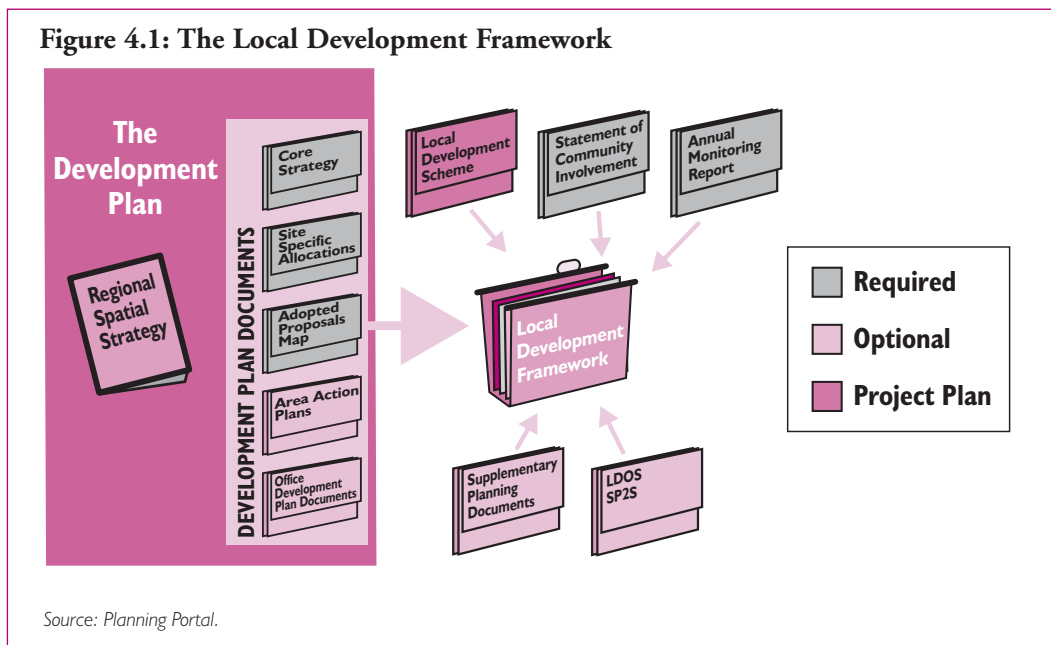 Figure 4.1: The Local Development Framework
The
Development
Plan
Regional
Spatial
Strategy
DEVELOPMENT PLAN DOCUMENTS
Core
Strategy
Site
Specific
Allocations
Adopted
Proposals
Map
Area Action
Plans
Office
Development
Plan Documents
Local
Development
Scheme
Statement of
Community
Involvement
Annual
Monitoring
Report
Local
Development
Framework
Supplementary
Planning
Documents
LDOS
SP2S
Required
Optional
Project Plan
Source: Planning Portal.